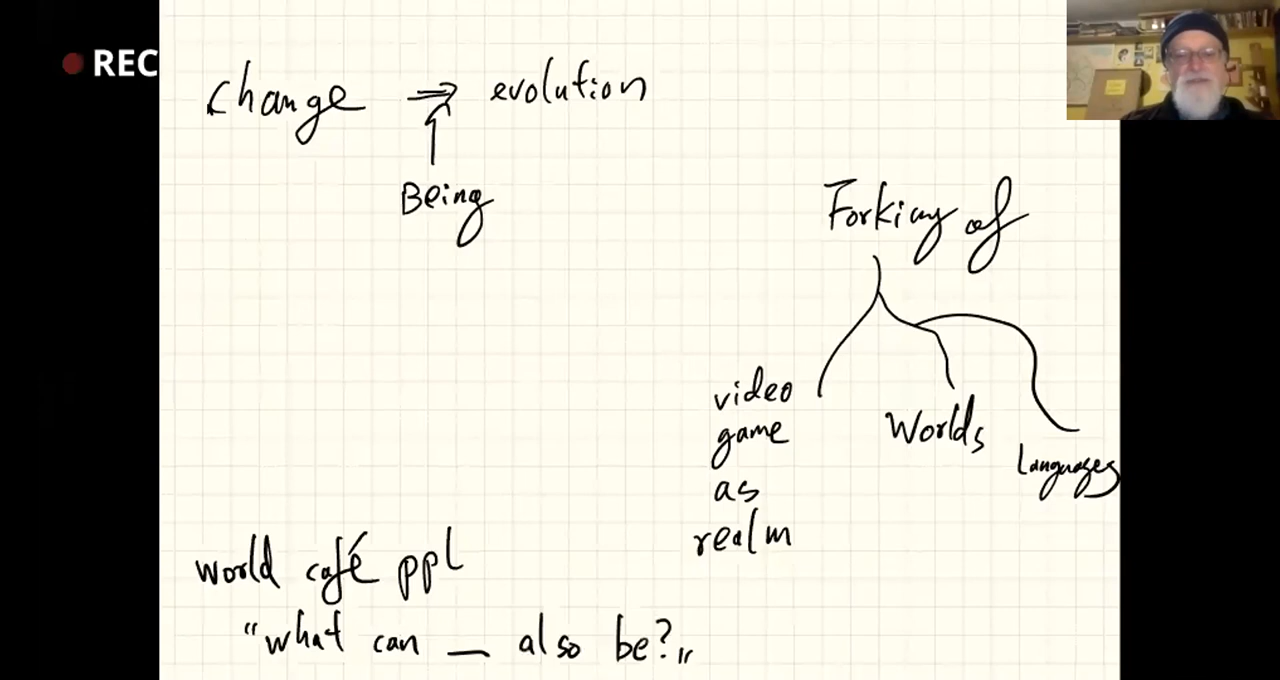 REC
change ⇒ evolution
↑
Being
Forking of
video
game
as
realm
Worlds
Languages
world café ppl
"what can _ also be?"